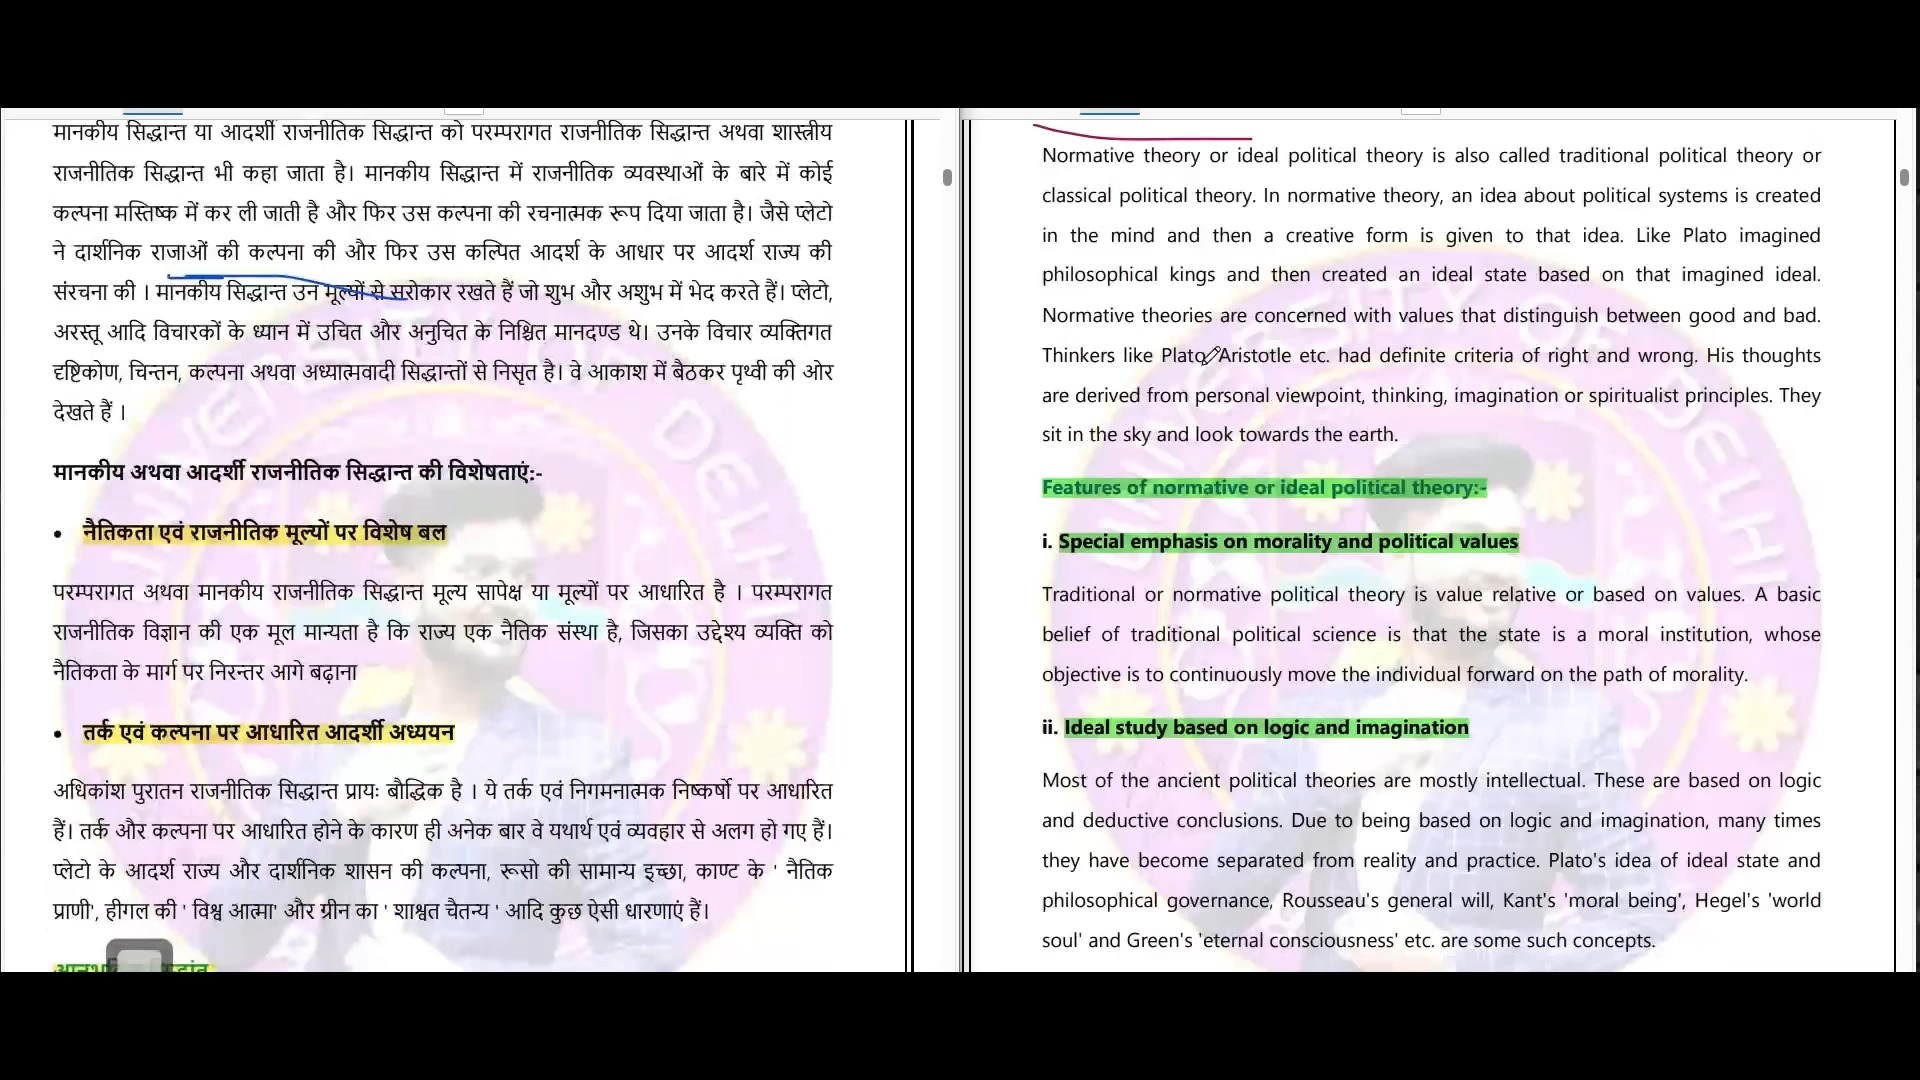 मानकीय सिद्धान्त या आदर्शी राजनीतिक सिद्धान्त को परम्परागत राजनीतिक सिद्धान्त अथवा शास्त्रीय
राजनीतिक सिद्धान्त भी कहा जाता है। मानकीय सिद्धान्त में राजनीतिक व्यवस्थाओं के बारे में कोई
कल्पना मस्तिष्क में कर ली जाती है और फिर उस कल्पना की रचनात्मक रूप दिया जाता है। जैसे प्लेटो
ने दार्शनिक राजाओं की कल्पना की और फिर उस कल्पित आदर्श के आधार पर आदर्श राज्य की
संरचना की । मानकीय सिद्धान्त उन मूल्यों से सरोकार रखते हैं जो शुभ और अशुभ में भेद करते हैं। प्लेटो,
अरस्तू आदि विचारकों के ध्यान में उचित और अनुचित के निश्चित मानदण्ड थे। उनके विचार व्यक्तिगत
दृष्टिकोण, चिन्तन, कल्पना अथवा अध्यात्मवादी सिद्धान्तों से निसृत है। वे आकाश में बैठकर पृथ्वी की ओर
देखते हैं ।
मानकीय अथवा आदर्शी राजनीतिक सिद्धान्त की विशेषताएं:-
• नैतिकता एवं राजनीतिक मूल्यों पर विशेष बल
परम्परागत अथवा मानकीय राजनीतिक सिद्धान्त मूल्य सापेक्ष या मूल्यों पर आधारित है । परम्परागत
राजनीतिक विज्ञान की एक मूल मान्यता है कि राज्य एक नैतिक संस्था है, जिसका उद्देश्य व्यक्ति को
नैतिकता के मार्ग पर निरन्तर आगे बढ़ाना
• तर्क एवं कल्पना पर आधारित आदर्शी अध्ययन
अधिकांश पुरातन राजनीतिक सिद्धान्त प्रायः बौद्धिक है । ये तर्क एवं निगमनात्मक निष्कर्षो पर आधारित
हैं। तर्क और कल्पना पर आधारित होने के कारण ही अनेक बार वे यथार्थ एवं व्यवहार से अलग हो गए हैं।
प्लेटो के आदर्श राज्य और दार्शनिक शासन की कल्पना, रूसो की सामान्य इच्छा, काण्ट के ' नैतिक
प्राणी', हीगल की ' विश्व आत्मा' और ग्रीन का ' शाश्वत चैतन्य ' आदि कुछ ऐसी धारणाएं हैं।
Normative theory or ideal political theory is also called traditional political theory or
classical political theory. In normative theory, an idea about political systems is created
in the mind and then a creative form is given to that idea. Like Plato imagined
philosophical kings and then created an ideal state based on that imagined ideal.
Normative theories are concerned with values that distinguish between good and bad.
Thinkers like Plato, Aristotle etc. had definite criteria of right and wrong. His thoughts
are derived from personal viewpoint, thinking, imagination or spiritualist principles. They
sit in the sky and look towards the earth.
Features of normative or ideal political theory:-
i. Special emphasis on morality and political values
Traditional or normative political theory is value relative or based on values. A basic
belief of traditional political science is that the state is a moral institution, whose
objective is to continuously move the individual forward on the path of morality.
ii. Ideal study based on logic and imagination
Most of the ancient political theories are mostly intellectual. These are based on logic
and deductive conclusions. Due to being based on logic and imagination, many times
they have become separated from reality and practice. Plato's idea of ideal state and
philosophical governance, Rousseau's general will, Kant's 'moral being', Hegel's 'world
soul' and Green's 'eternal consciousness' etc. are some such concepts.
UNIVERSITY OF DELHI
UNIVERSITY OF DELHI